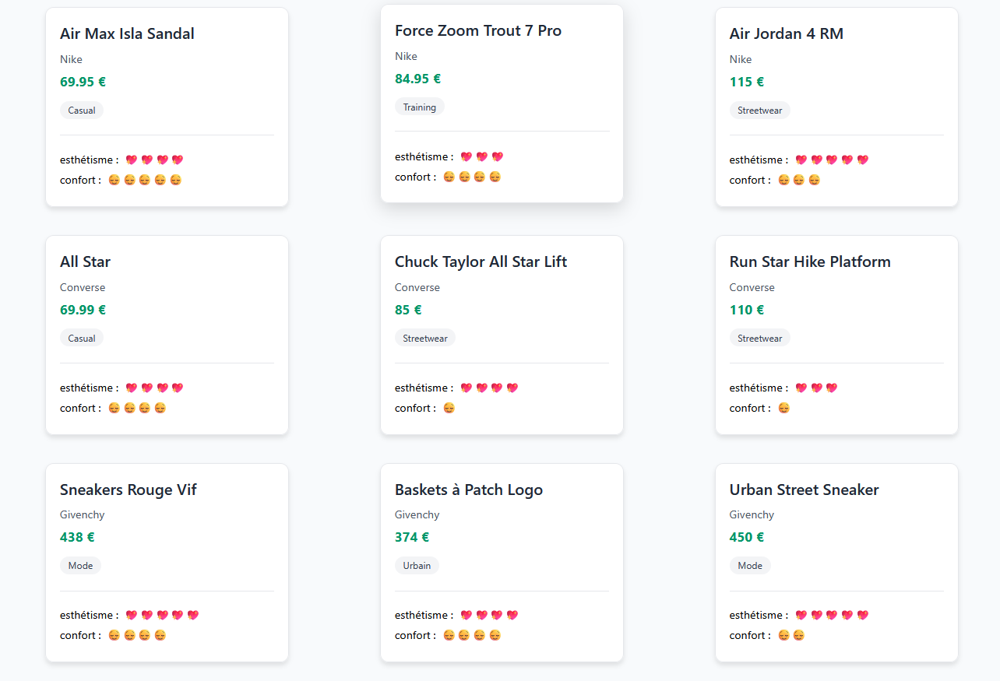 Air Max Isla Sandal
Nike
69.95 €
Casual
esthétisme : 💖 💖 💖 💖
confort : 😌 😌 😌 😌 😌
Force Zoom Trout 7 Pro
Nike
84.95 €
Training
esthétisme : 💖 💖 💖
confort : 😌 😌 😌 😌
Air Jordan 4 RM
Nike
115 €
Streetwear
esthétisme : 💖 💖 💖 💖 💖
confort : 😌 😌 😌
All Star
Converse
69.99 €
Casual
esthétisme : 💖 💖 💖 💖
confort : 😌 😌 😌 😌
Chuck Taylor All Star Lift
Converse
85 €
Streetwear
esthétisme : 💖 💖 💖 💖
confort : 😌
Run Star Hike Platform
Converse
110 €
Streetwear
esthétisme : 💖 💖 💖
confort : 😌
Sneakers Rouge Vif
Givenchy
438 €
Mode
esthétisme : 💖 💖 💖 💖 💖
confort : 😌 😌 😌 😌
Baskets à Patch Logo
Givenchy
374 €
Urbain
esthétisme : 💖 💖 💖 💖
confort : 😌 😌 😌 😌
Urban Street Sneaker
Givenchy
450 €
Mode
esthétisme : 💖 💖 💖 💖 💖
confort : 😌 😌